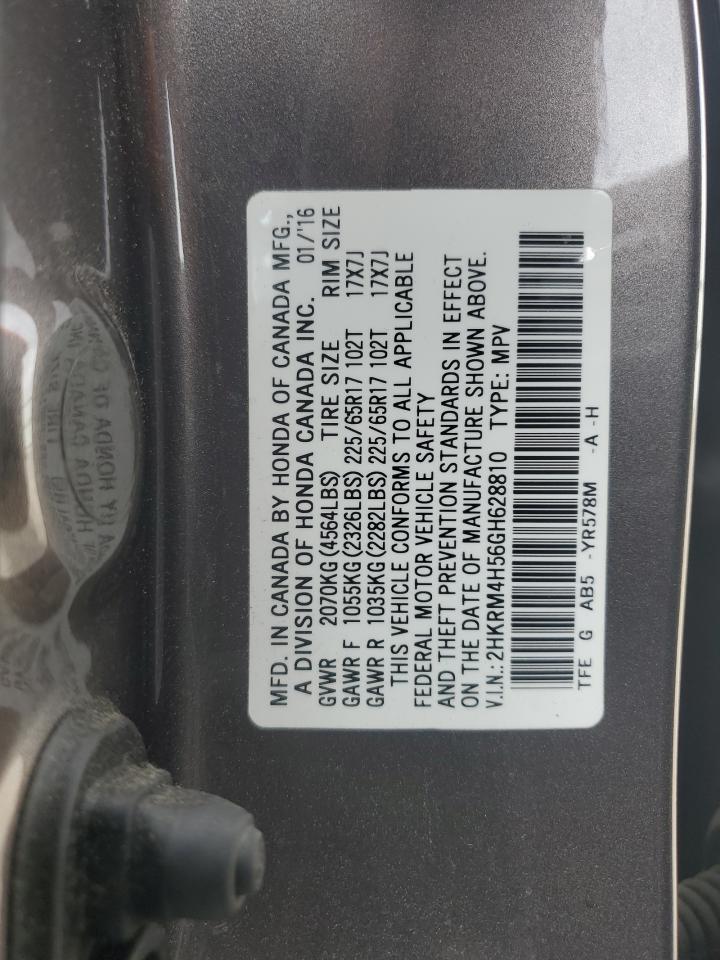 MFD. IN CANADA BY HONDA OF CANADA MFG.,
A DIVISION OF HONDA CANADA INC. 01/'16
GVWR 2070KG(4564LBS) TIRE SIZE RIM SIZE
GAWR F 1055KG(2326LBS) 225/65R17 102T 17X7J
GAWR R 1035KG(2282LBS) 225/65R17 102T 17X7J
THIS VEHICLE CONFORMS TO ALL APPLICABLE
FEDERAL MOTOR VEHICLE SAFETY
AND THEFT PREVENTION STANDARDS IN EFFECT
ON THE DATE OF MANUFACTURE SHOWN ABOVE.
V.I.N.: 2HKRM4H56GH628810 TYPE: MPV
TFE G AB5 -YR578M -A -H